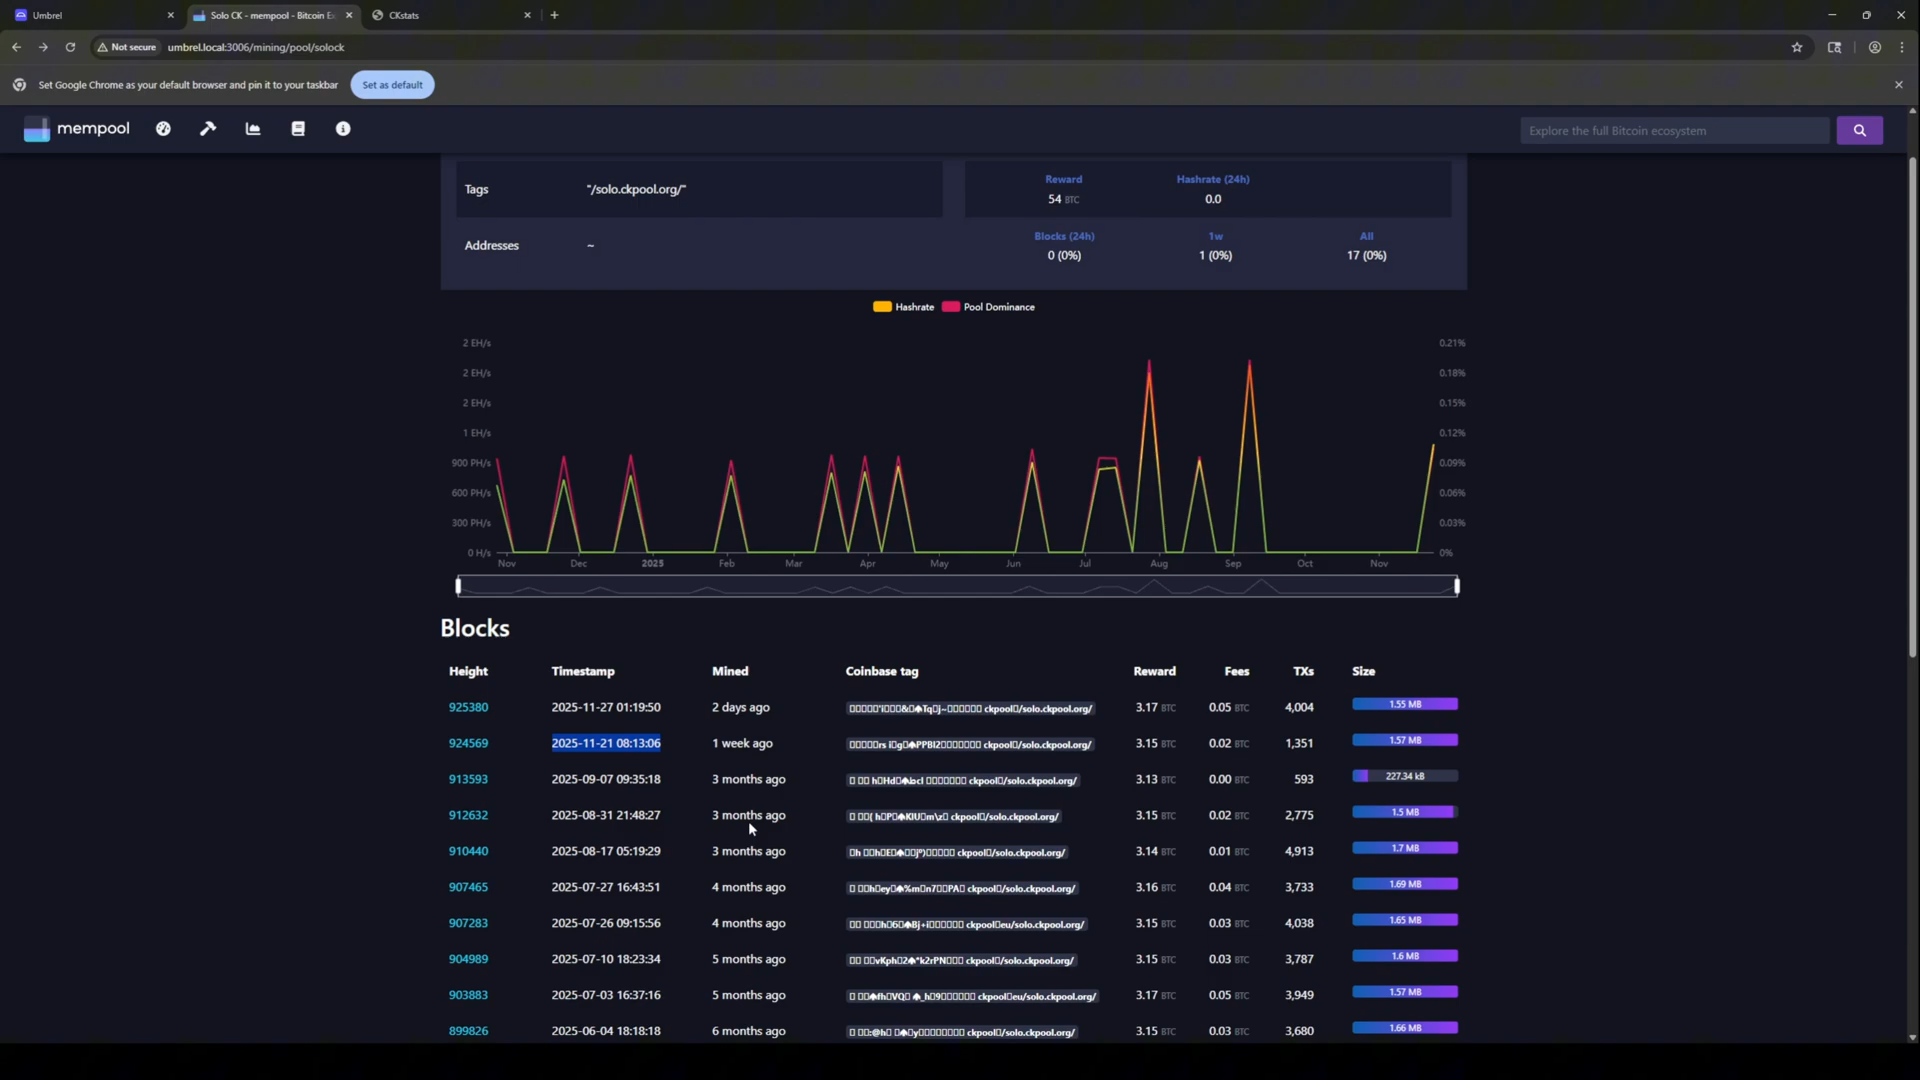 Umbrel
Solo CK - mempool - Bitcoin Ex
CKstats
Not secure
umbrel.local:3006/mining/pool/solock
Set Google Chrome as your default browser and pin it to your taskbar
Set as default
mempool
Explore the full Bitcoin ecosystem
Tags
"/solo.ckpool.org/"
Reward
Hashrate (24h)
54 BTC
0.0
Addresses
~
Blocks (24h)
1w
All
0 (0%)
1 (0%)
17 (0%)
Hashrate
Pool Dominance
2 EH/s
2 EH/s
2 EH/s
1 EH/s
900 PH/s
600 PH/s
300 PH/s
0 H/s
0.21%
0.18%
0.15%
0.12%
0.09%
0.06%
0.03%
0%
Nov Dec 2025 Feb Mar Apr May Jun Jul Aug Sep Oct Nov
Blocks
Height Timestamp Mined Coinbase tag Reward Fees TXs Size
925380 2025-11-27 01:19:50 2 days ago ckpool /solo.ckpool.org/ 3.17 BTC 0.05 BTC 4,004 1.55 MB
924569 2025-11-21 08:13:06 1 week ago ckpool /solo.ckpool.org/ 3.15 BTC 0.02 BTC 1,351 1.57 MB
913593 2025-09-07 09:35:18 3 months ago ckpool /solo.ckpool.org/ 3.13 BTC 0.00 BTC 593 227.34 kB
912632 2025-08-31 21:48:27 3 months ago ckpool /solo.ckpool.org/ 3.15 BTC 0.02 BTC 2,775 1.5 MB
910440 2025-08-17 05:19:29 3 months ago ckpool /solo.ckpool.org/ 3.14 BTC 0.01 BTC 4,913 1.7 MB
907465 2025-07-27 16:43:51 4 months ago ckpool /solo.ckpool.org/ 3.16 BTC 0.04 BTC 3,733 1.69 MB
907283 2025-07-26 09:15:56 4 months ago ckpool eu/solo.ckpool.org/ 3.15 BTC 0.03 BTC 4,038 1.65 MB
904989 2025-07-10 18:23:34 5 months ago ckpool /solo.ckpool.org/ 3.15 BTC 0.03 BTC 3,787 1.6 MB
903883 2025-07-03 16:37:16 5 months ago ckpool eu/solo.ckpool.org/ 3.17 BTC 0.05 BTC 3,949 1.57 MB
899826 2025-06-04 18:18:18 6 months ago ckpool /solo.ckpool.org/ 3.15 BTC 0.03 BTC 3,680 1.66 MB